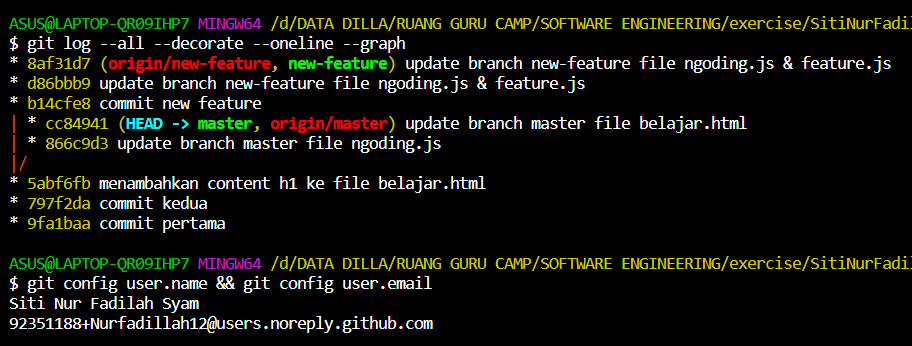 ASUS@LAPTOP-QR09IHP7 MINGW64 /d/DATA DILLA/RUANG GURU CAMP/SOFTWARE ENGINEERING/exercise/SitiNurFadil
$ git log --all --decorate --oneline --graph
* 8af31d7 (origin/new-feature, new-feature) update branch new-feature file ngoding.js & feature.js
* d86bbb9 update branch new-feature file ngoding.js & feature.js
* b14cfe8 commit new feature
| * cc84941 (HEAD -> master, origin/master) update branch master file belajar.html
| * 866c9d3 update branch master file ngoding.js
|/
* 5abf6fb menambahkan content h1 ke file belajar.html
* 797f2da commit kedua
* 9fa1baa commit pertama
ASUS@LAPTOP-QR09IHP7 MINGW64 /d/DATA DILLA/RUANG GURU CAMP/SOFTWARE ENGINEERING/exercise/SitiNurFadil
$ git config user.name && git config user.email
Siti Nur Fadilah Syam
92351188+Nurfadillah12@users.noreply.github.com